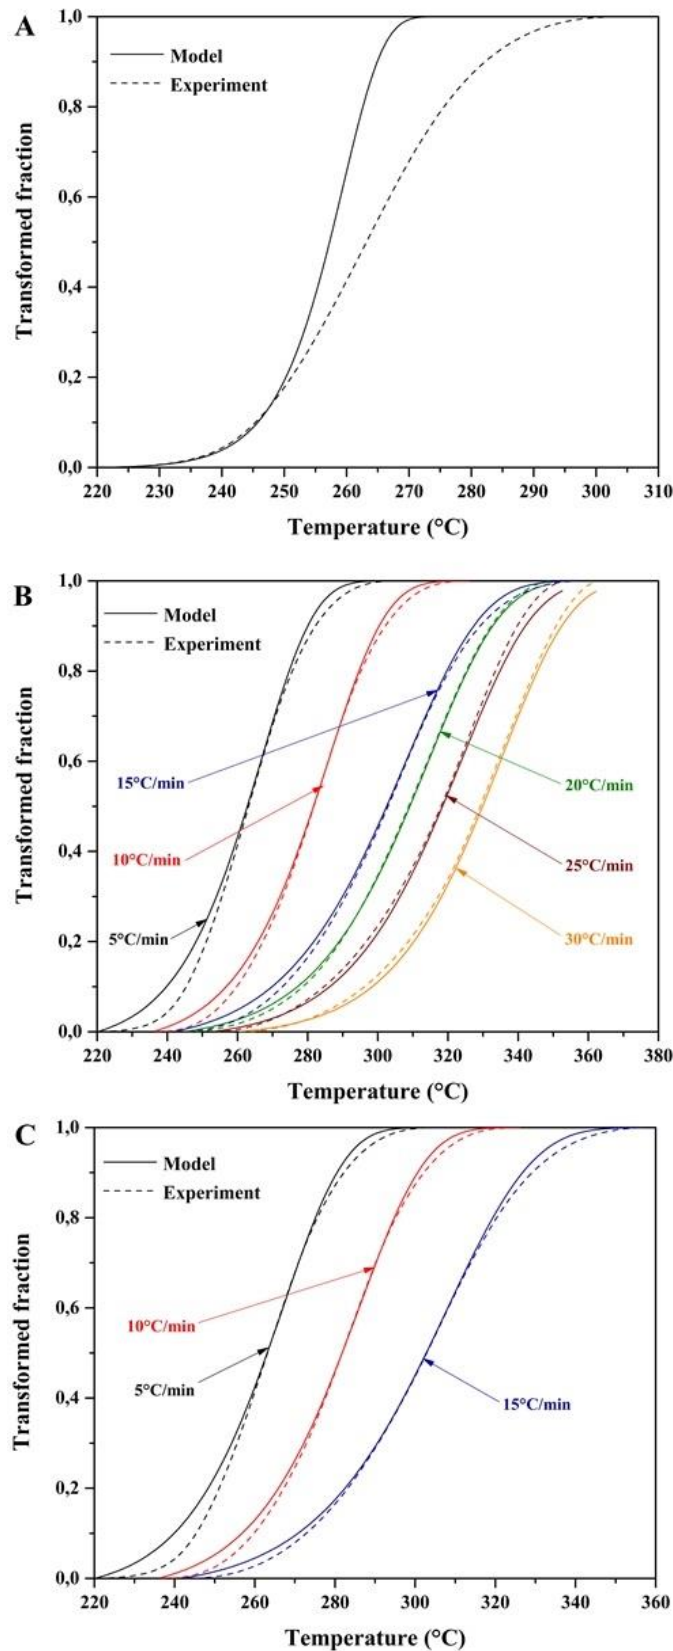 A
1,0
Model
Experiment
0,8
0,6
0,4
0,2
0,0
Transformed fraction
220 230 240 250 260 270 280 290 300 310
Temperature (°C)
B
1,0
Model
Experiment
0,8
0,6
0,4
0,2
0,0
Transformed fraction
15°C/min
20°C/min
10°C/min
25°C/min
5°C/min
30°C/min
220 240 260 280 300 320 340 360 380
Temperature (°C)
C
1,0
Model
Experiment
0,8
0,6
0,4
0,2
0,0
Transformed fraction
10°C/min
5°C/min
15°C/min
220 240 260 280 300 320 340 360
Temperature (°C)